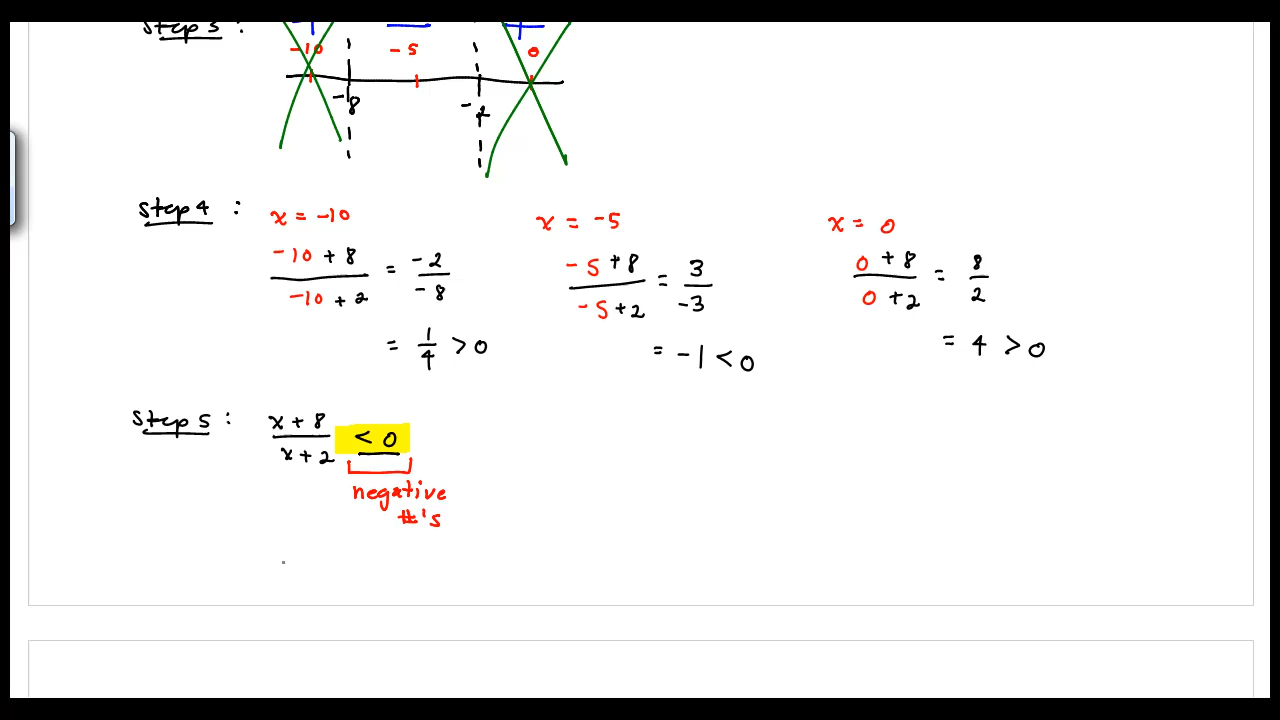 Step 3 :
-10 -5 0
-8 -2
Step 4 : x = -10 x = -5 x = 0
-10 + 8 / -10 + 2 = -2 / -8 -5 + 8 / -5 + 2 = 3 / -3 0 + 8 / 0 + 2 = 8 / 2
= 1/4 > 0 = -1 < 0 = 4 > 0
Step 5 : x + 8 / x + 2 < 0
negative
#'s